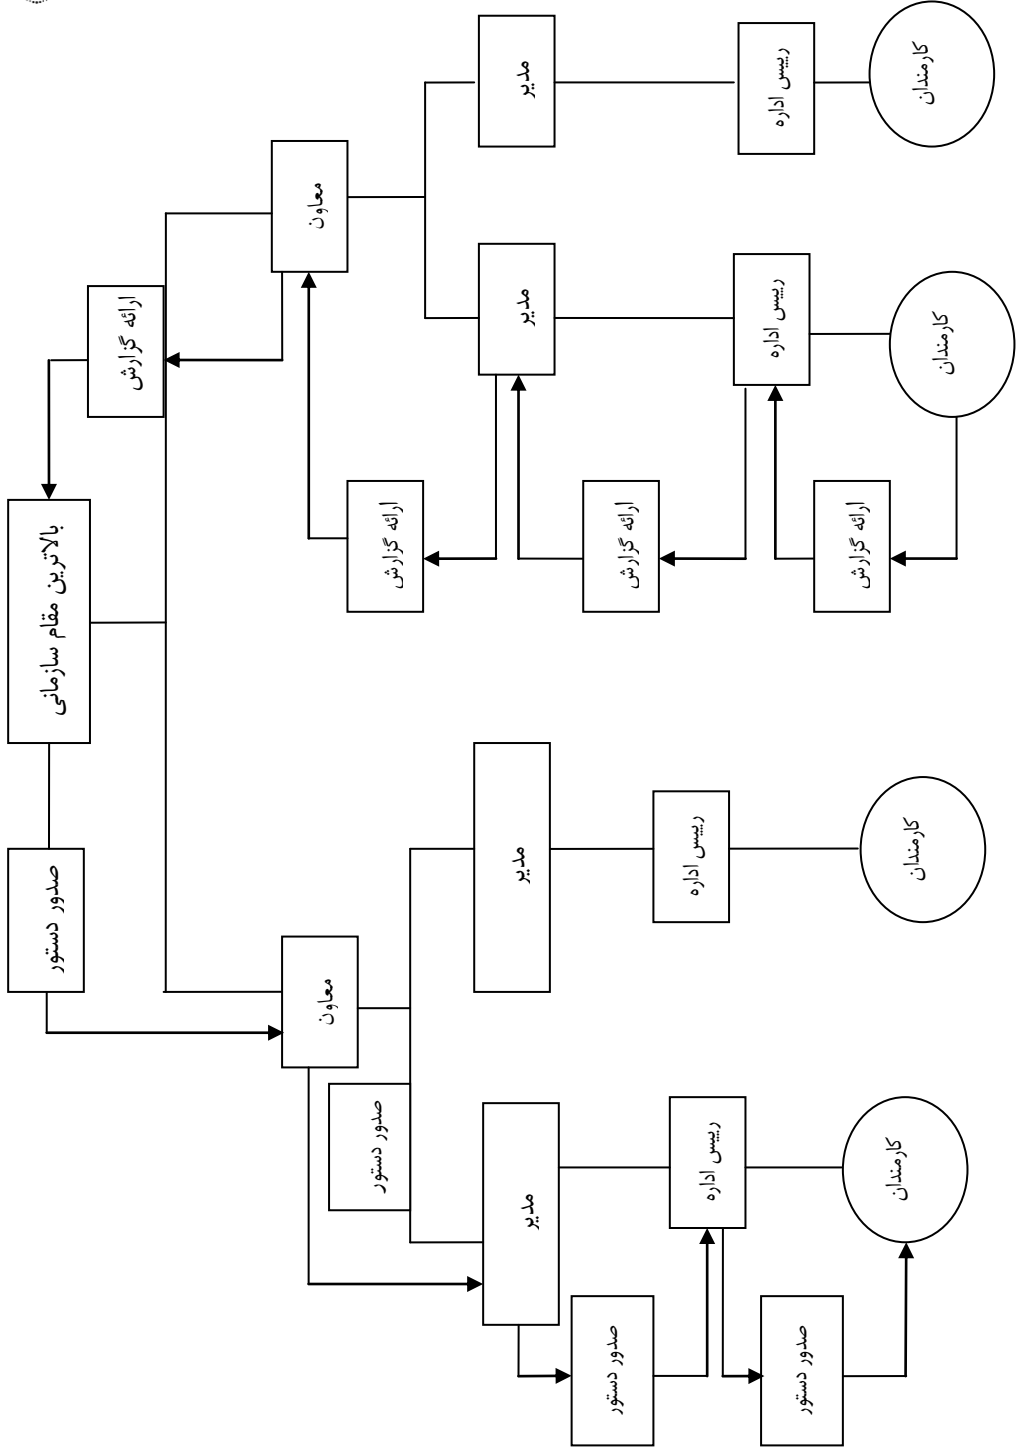 بالاترین مقام سازمانی
صدور دستور
ارائه گزارش
معاون
معاون
ارائه گزارش
صدور دستور
مدیر
مدیر
مدیر
مدیر
ارائه گزارش
صدور دستور
رییس اداره
رییس اداره
رییس اداره
رییس اداره
ارائه گزارش
صدور دستور
کارمندان
کارمندان
کارمندان
کارمندان